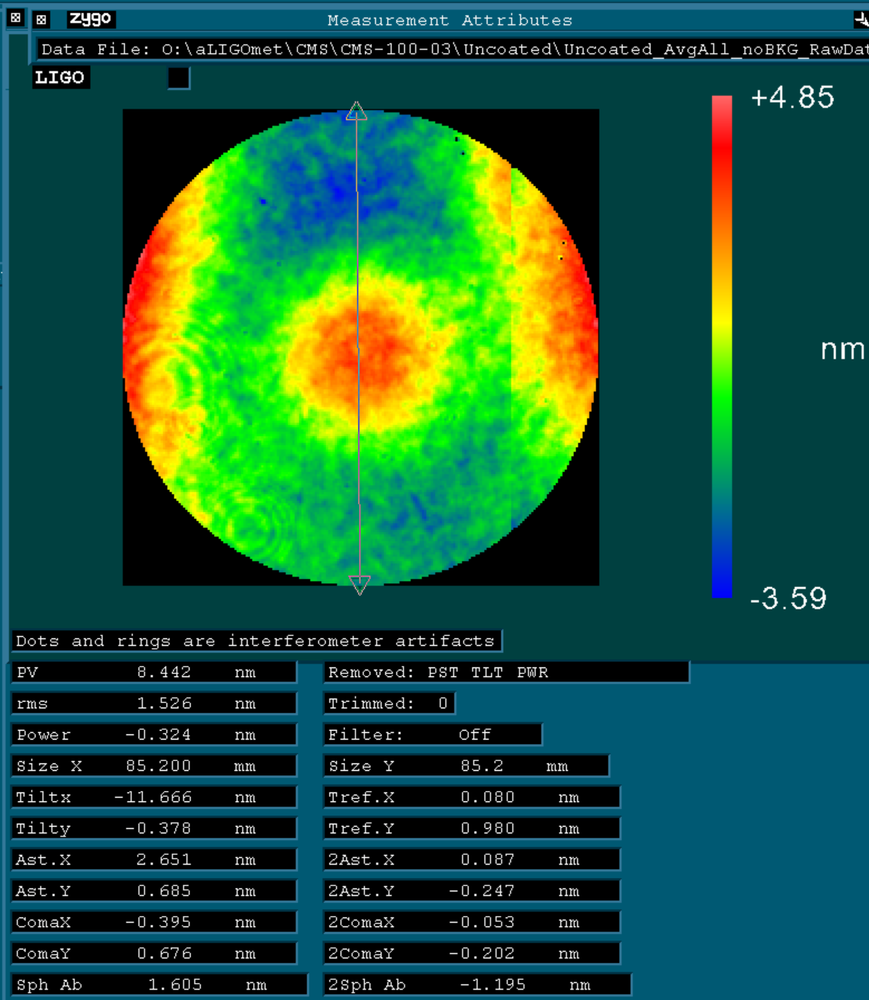 zygo Measurement Attributes
Data File: O:\aLIGOmet\CMS\CMS-100-03\Uncoated\Uncoated_AvgAll_noBKG_RawDat
LIGO
+4.85
nm
-3.59
Dots and rings are interferometer artifacts
PV 8.442 nm Removed: PST TLT PWR
rms 1.526 nm Trimmed: 0
Power -0.324 nm Filter: Off
Size X 85.200 mm Size Y 85.2 mm
Tiltx -11.666 nm Tref.X 0.080 nm
Tilty -0.378 nm Tref.Y 0.980 nm
Ast.X 2.651 nm 2Ast.X 0.087 nm
Ast.Y 0.685 nm 2Ast.Y -0.247 nm
ComaX -0.395 nm 2ComaX -0.053 nm
ComaY 0.676 nm 2ComaY -0.202 nm
Sph Ab 1.605 nm 2Sph Ab -1.195 nm